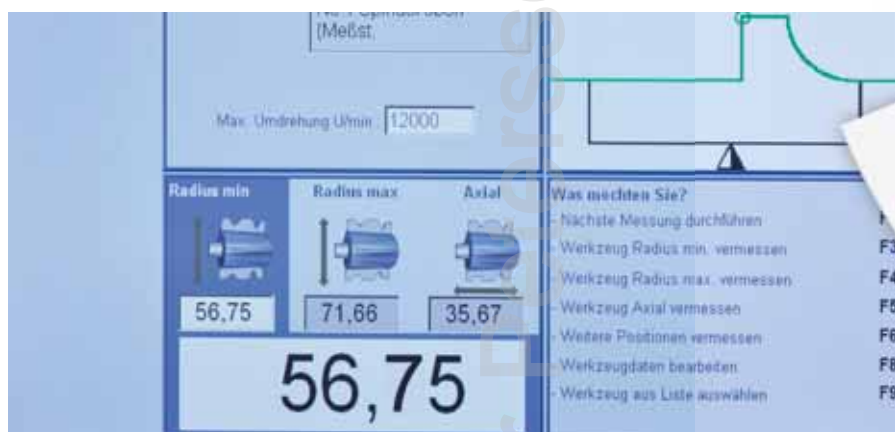 (Meßst.
Max. Umdrehung U/min.: 12000
Radius min
Radius max
Axial
56,75
71,66
35,67
56,75
Was möchten Sie?
- Nächste Messung durchführen
- Werkzeug Radius min. vermessen F3
- Werkzeug Radius max. vermessen F4
- Werkzeug Axial vermessen F5
- Weitere Positionen vermessen F6
- Werkzeugdaten bearbeiten F8
- Werkzeug aus Liste auswählen F9